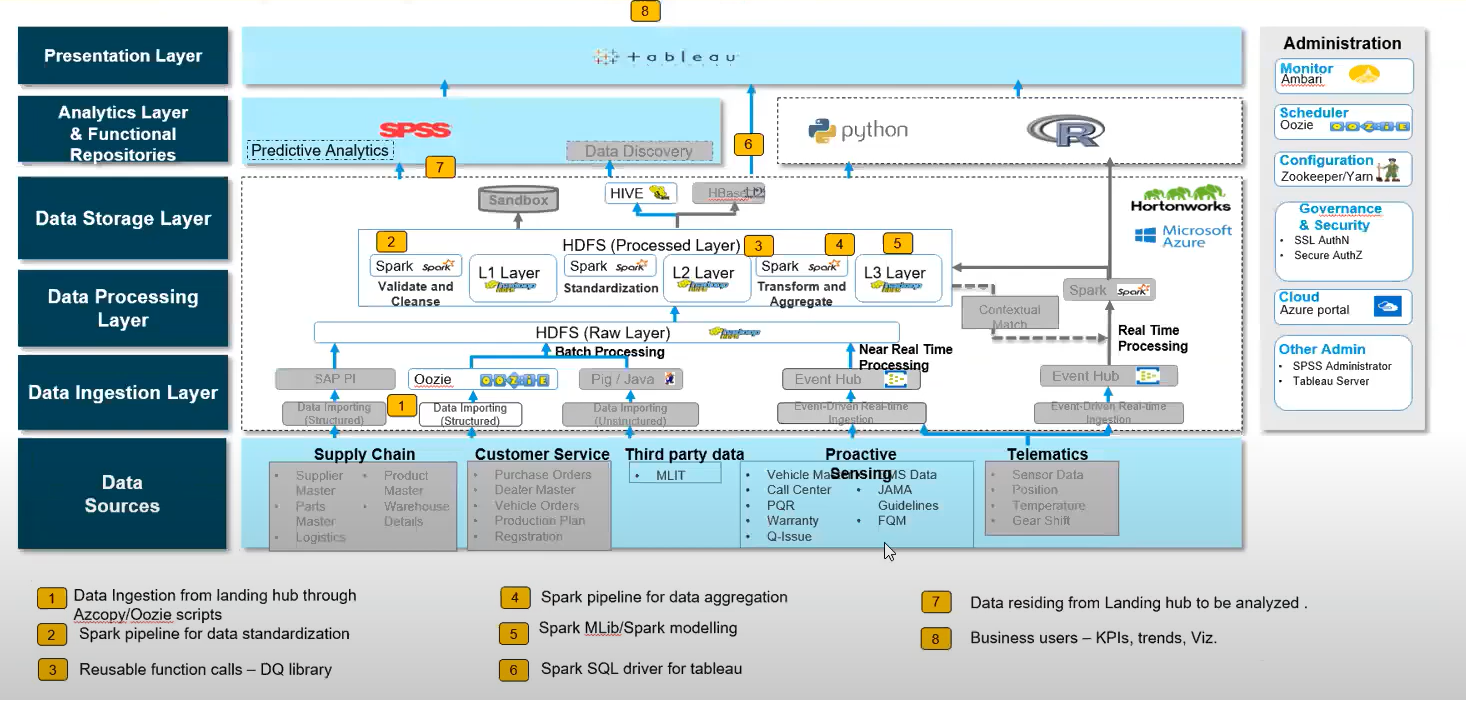 8
Presentation Layer
+ a b l e a u
Analytics Layer
& Functional
Repositories
SPSS
Predictive Analytics
Data Discovery
7
6
python
R
Data Storage Layer
Sandbox
HIVE
HBase
Hortonworks
Microsoft
Azure
2
HDFS (Processed Layer)
3
4
5
Spark Spark
Validate and
Cleanse
L1 Layer
Spark Spark
Standardization
L2 Layer
Spark Spark
Transform and
Aggregate
L3 Layer
Data Processing
Layer
Spark Spark
Contextual
Match
HDFS (Raw Layer)
Batch Processing
Near Real Time
Processing
Real Time
Processing
Data Ingestion Layer
SAP PI
Oozie OOZIE
Pig / Java
Event Hub
Event Hub
1
Data Importing
(Structured)
Data Importing
(Structured)
Data Importing
(Unstructured)
Event-Driven Real-time
Ingestion
Event-Driven Real-time
Ingestion
Data
Sources
Supply Chain
• Supplier
Master
• Parts
Master
• Logistics
• Product
Master
• Warehouse
Details
Customer Service
• Purchase Orders
• Dealer Master
• Vehicle Orders
• Production Plan
• Registration
Third party data
• MLIT
Proactive
Sensing
• Vehicle
• Call Center
• PQR
• Warranty
• Q-Issue
Data
• JAMA
Guidelines
• FQM
Telematics
• Sensor Data
• Position
• Temperature
• Gear Shift
Administration
Monitor
Ambari
Scheduler
Oozie OOZIE
Configuration
Zookeeper/Yarn
Governance
& Security
• SSL AuthN
• Secure AuthZ
Cloud
Azure portal
Other Admin
• SPSS Administrator
• Tableau Server
1 Data Ingestion from landing hub through
Azcopy/Oozie scripts
2 Spark pipeline for data standardization
3 Reusable function calls – DQ library
4 Spark pipeline for data aggregation
5 Spark MLib/Spark modelling
6 Spark SQL driver for tableau
7 Data residing from Landing hub to be analyzed .
8 Business users – KPIs, trends, Viz.